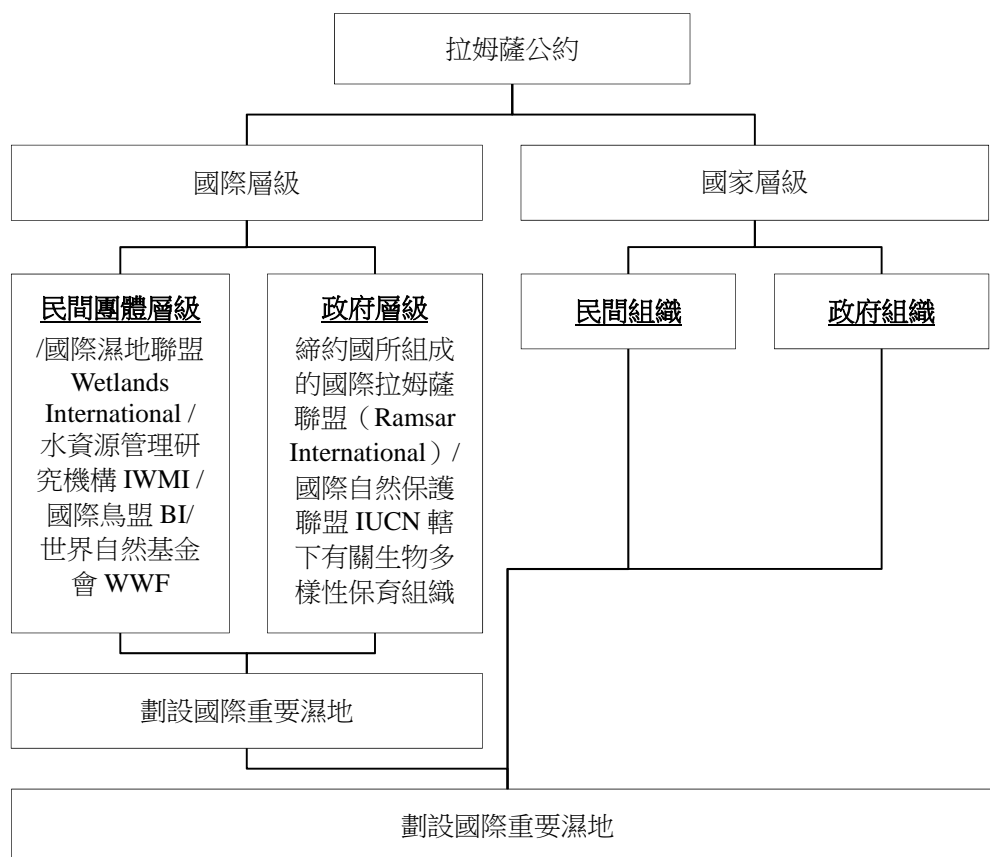 拉姆薩公約
國際層級
國家層級
民間團體層級
/國際濕地聯盟
Wetlands
International /
水資源管理研
究機構 IWMI /
國際鳥盟 BI/
世界自然基金
會 WWF
政府層級
締約國所組成
的國際拉姆薩
聯盟（Ramsar
International）/
國際自然保護
聯盟 IUCN 轄
下有關生物多
樣性保育組織
民間組織
政府組織
劃設國際重要濕地
劃設國際重要濕地